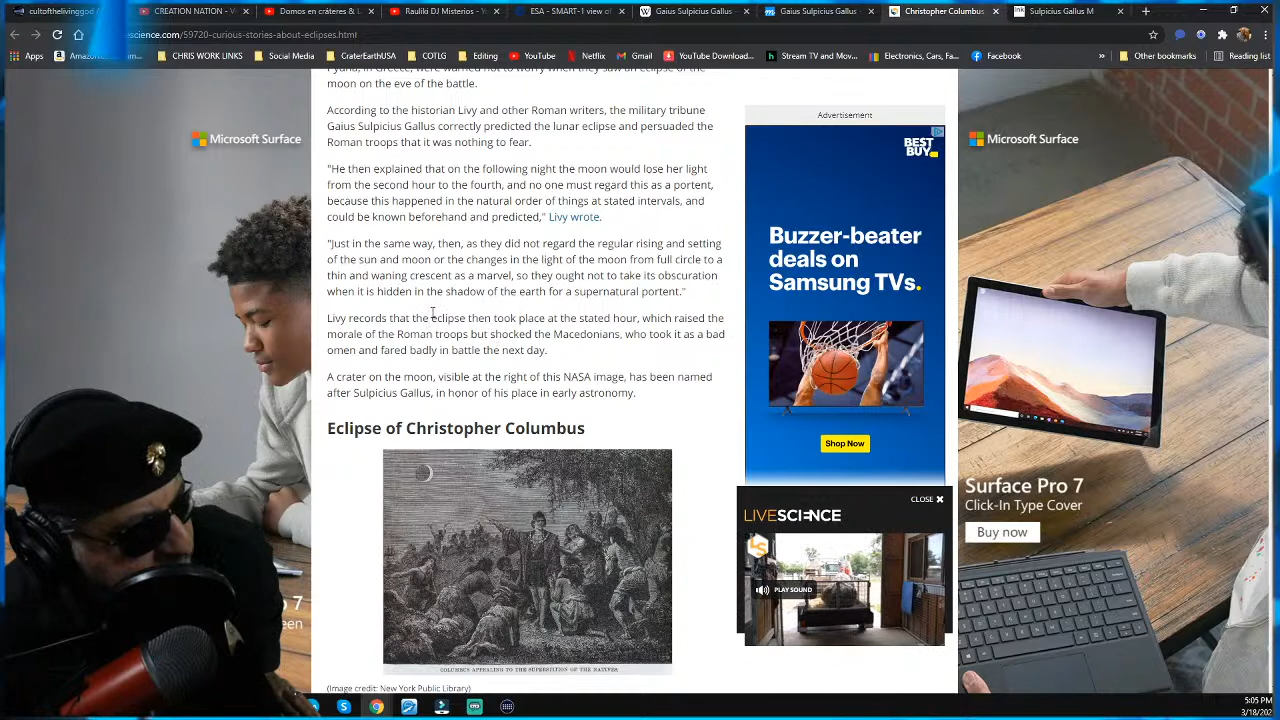 cultofthelivinggod
CREATION NATION - V
Domos en cráteres & L
Rauliki DJ Misterios - Yo
ESA - SMART-1 view of
Gaius Sulpicius Gallus -
Gaius Sulpicius Gallus -
Christopher Columbus
Sulpicius Gallus M
science.com/59720-curious-stories-about-eclipses.html
Apps
CHRIS WORK LINKS
Social Media
CraterEarthUSA
COTLG
Editing
YouTube
Netflix
Gmail
YouTube Download...
Stream TV and Mov...
Electronics, Cars, Fa...
Facebook
»
Other bookmarks
Reading list
moon on the eve of the battle.
According to the historian Livy and other Roman writers, the military tribune
Gaius Sulpicius Gallus correctly predicted the lunar eclipse and persuaded the
Roman troops that it was nothing to fear.
"He then explained that on the following night the moon would lose her light
from the second hour to the fourth, and no one must regard this as a portent,
because this happened in the natural order of things at stated intervals, and
could be known beforehand and predicted," Livy wrote.
"Just in the same way, then, as they did not regard the regular rising and setting
of the sun and moon or the changes in the light of the moon from full circle to a
thin and waning crescent as a marvel, so they ought not to take its obscuration
when it is hidden in the shadow of the earth for a supernatural portent."
Livy records that the eclipse then took place at the stated hour, which raised the
morale of the Roman troops but shocked the Macedonians, who took it as a bad
omen and fared badly in battle the next day.
A crater on the moon, visible at the right of this NASA image, has been named
after Sulpicius Gallus, in honor of his place in early astronomy.
Eclipse of Christopher Columbus
COLUMBUS APPEALING TO THE SUPERSTITION OF THE NATIVES
(Image credit: New York Public Library)
Microsoft Surface
Advertisement
BEST
BUY
Buzzer-beater
deals on
Samsung TVs.
Shop Now
CLOSE ✖
LIVESCIENCE
LS
PLAY SOUND
Microsoft Surface
Surface Pro 7
Click-In Type Cover
Buy now
5:05 PM
3/18/202